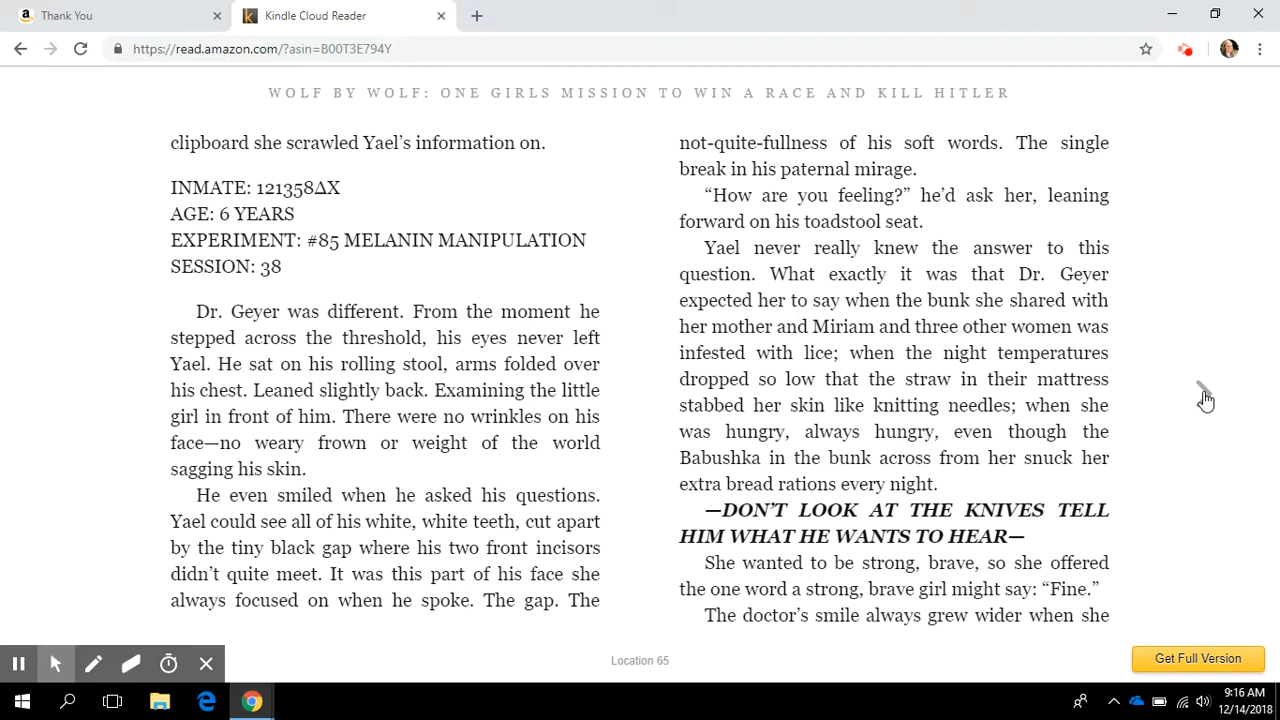 Thank You
Kindle Cloud Reader
https://read.amazon.com/?asin=B00T3E794Y
WOLF BY WOLF: ONE GIRLS MISSION TO WIN A RACE AND KILL HITLER
clipboard she scrawled Yael’s information on.
INMATE: 121358ΔX
AGE: 6 YEARS
EXPERIMENT: #85 MELANIN MANIPULATION
SESSION: 38
Dr. Geyer was different. From the moment he
stepped across the threshold, his eyes never left
Yael. He sat on his rolling stool, arms folded over
his chest. Leaned slightly back. Examining the little
girl in front of him. There were no wrinkles on his
face—no weary frown or weight of the world
sagging his skin.
He even smiled when he asked his questions.
Yael could see all of his white, white teeth, cut apart
by the tiny black gap where his two front incisors
didn’t quite meet. It was this part of his face she
always focused on when he spoke. The gap. The
not-quite-fullness of his soft words. The single
break in his paternal mirage.
“How are you feeling?” he’d ask her, leaning
forward on his toadstool seat.
Yael never really knew the answer to this
question. What exactly it was that Dr. Geyer
expected her to say when the bunk she shared with
her mother and Miriam and three other women was
infested with lice; when the night temperatures
dropped so low that the straw in their mattress
stabbed her skin like knitting needles; when she
was hungry, always hungry, even though the
Babushka in the bunk across from her snuck her
extra bread rations every night.
—DON’T LOOK AT THE KNIVES TELL
HIM WHAT HE WANTS TO HEAR—
She wanted to be strong, brave, so she offered
the one word a strong, brave girl might say: “Fine.”
The doctor’s smile always grew wider when she
Location 65
Get Full Version
9:16 AM
12/14/2018